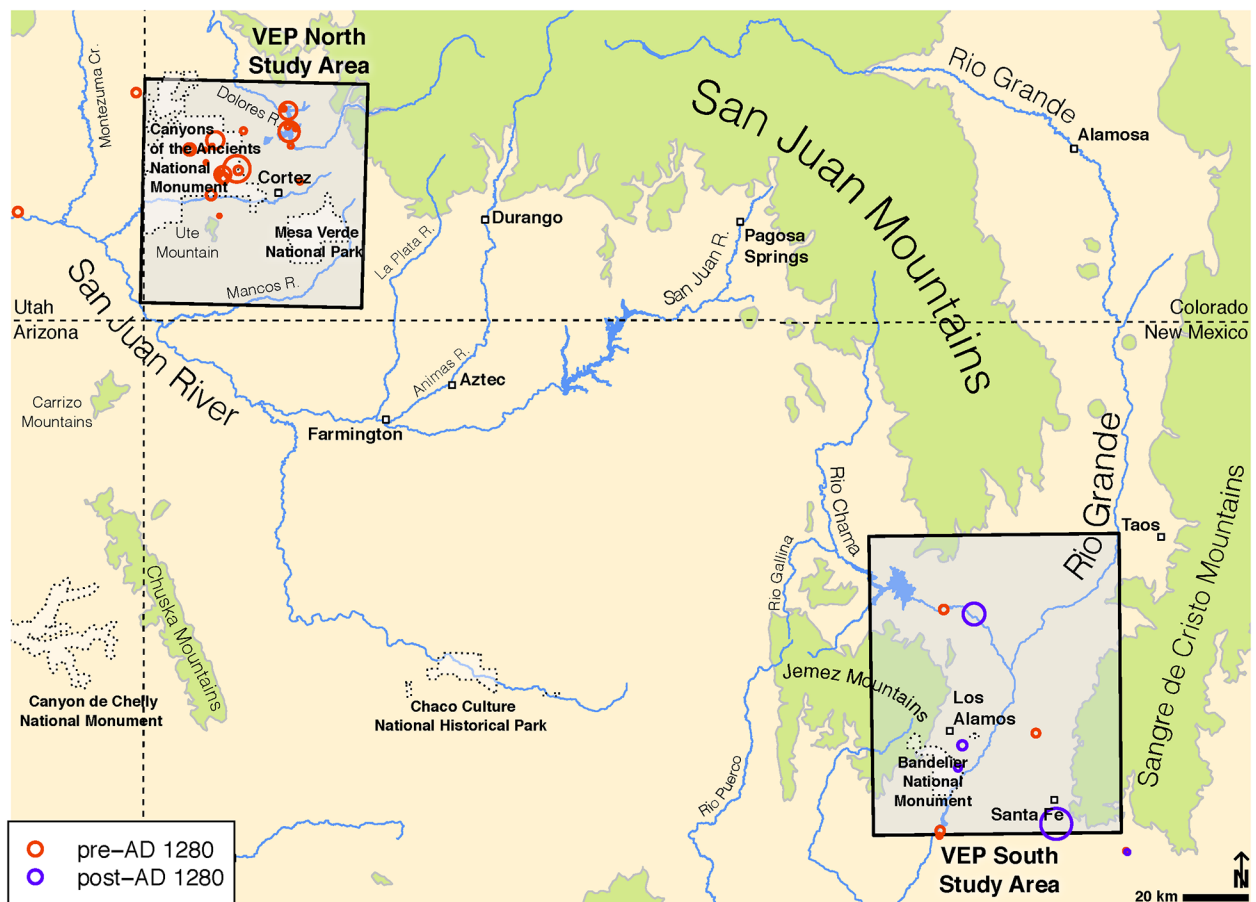 VEP North
Study Area
Montezuma Cr.
Dolores R.
Canyons
of the Ancients
National
Monument
Cortez
Ute
Mountain
Mesa Verde
National Park
Mancos R.
La Plata R.
Durango
San Juan R.
Pagosa
Springs
San Juan Mountains
Rio Grande
Alamosa
Utah
Arizona
Colorado
New Mexico
San Juan River
Animas R.
Aztec
Farmington
Carrizo
Mountains
Chuska Mountains
Canyon de Chelly
National Monument
Chaco Culture
National Historical Park
Rio Chama
Rio Gallina
Rio Grande
Taos
Sangre de Cristo Mountains
Jemez Mountains
Los
Alamos
Bandelier
National
Monument
Santa Fe
Rio Puerco
VEP South
Study Area
pre–AD 1280
post–AD 1280
N
20 km